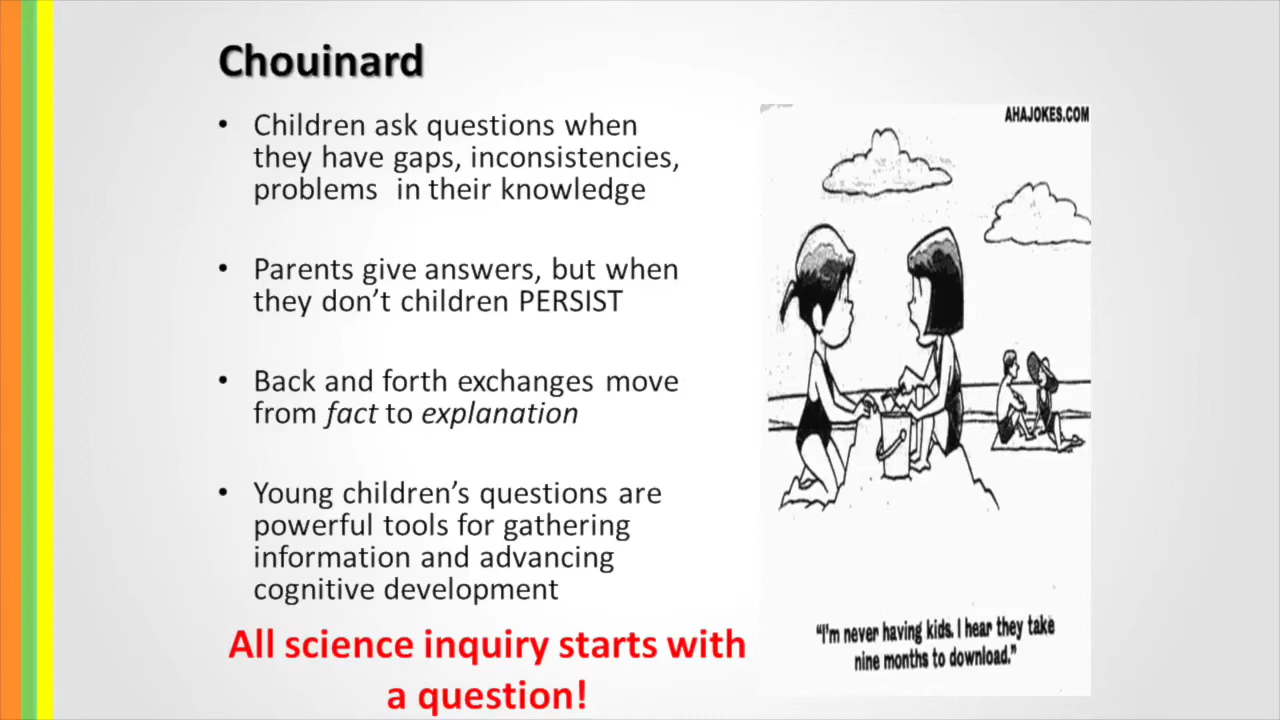 Chouinard
• Children ask questions when
they have gaps, inconsistencies,
problems in their knowledge
• Parents give answers, but when
they don’t children PERSIST
• Back and forth exchanges move
from fact to explanation
• Young children’s questions are
powerful tools for gathering
information and advancing
cognitive development
All science inquiry starts with
a question!
AHAJOKES.COM
“I'm never having kids. I hear they take
nine months to download.”